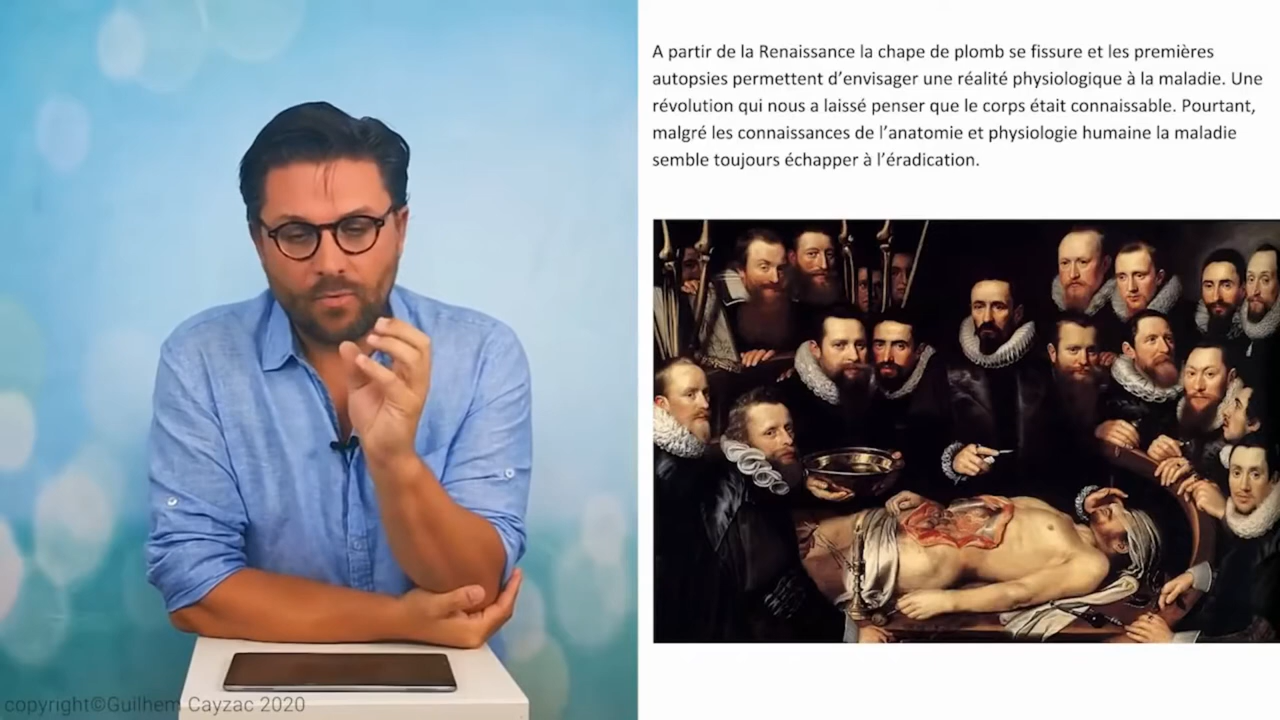 A partir de la Renaissance la chape de plomb se fissure et les premières
autopsies permettent d’envisager une réalité physiologique à la maladie. Une
révolution qui nous a laissé penser que le corps était connaissable. Pourtant,
malgré les connaissances de l’anatomie et physiologie humaine la maladie
semble toujours échapper à l’éradication.
copyright©Guilhem Cayzac 2020